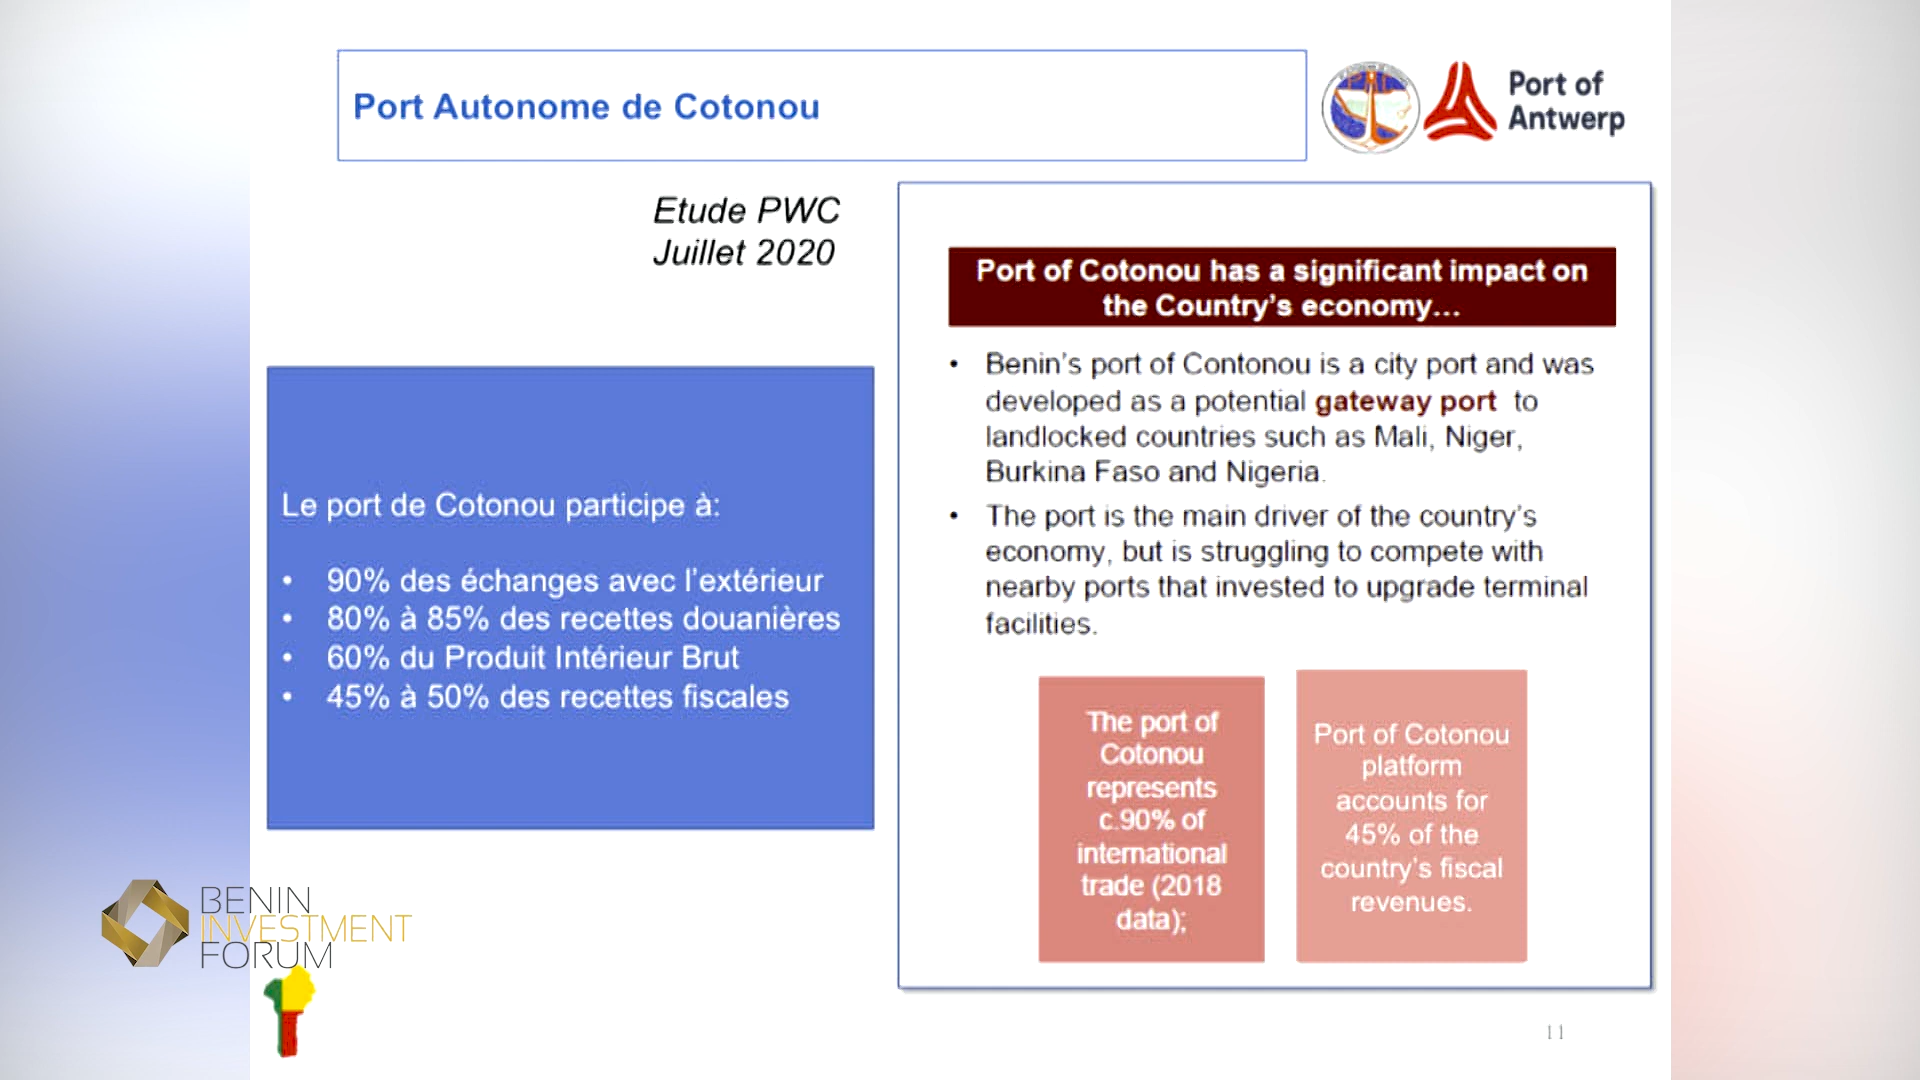 Port Autonome de Cotonou
Port of
Antwerp
Etude PWC
Juillet 2020
Le port de Cotonou participe à:
• 90% des échanges avec l'extérieur
• 80% à 85% des recettes douanières
• 60% du Produit Intérieur Brut
• 45% à 50% des recettes fiscales
Port of Cotonou has a significant impact on
the Country's economy...
• Benin's port of Contonou is a city port and was
developed as a potential gateway port to
landlocked countries such as Mali, Niger,
Burkina Faso and Nigeria.
• The port is the main driver of the country's
economy, but is struggling to compete with
nearby ports that invested to upgrade terminal
facilities.
The port of
Cotonou
represents
c.90% of
international
trade (2018
data);
Port of Cotonou
platform
accounts for
45% of the
country's fiscal
revenues.
BENIN
INVESTMENT
FORUM
11